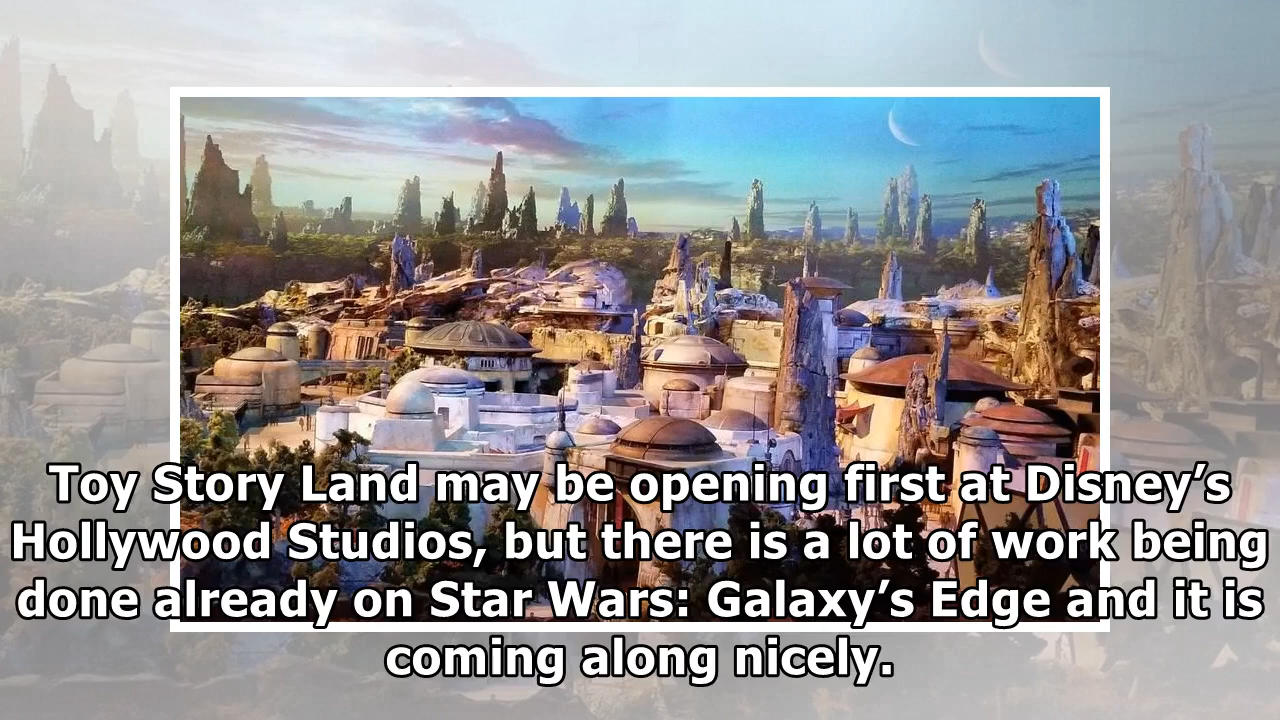 Toy Story Land may be opening first at Disney’s
Hollywood Studios, but there is a lot of work being
done already on Star Wars: Galaxy’s Edge and it is
coming along nicely.